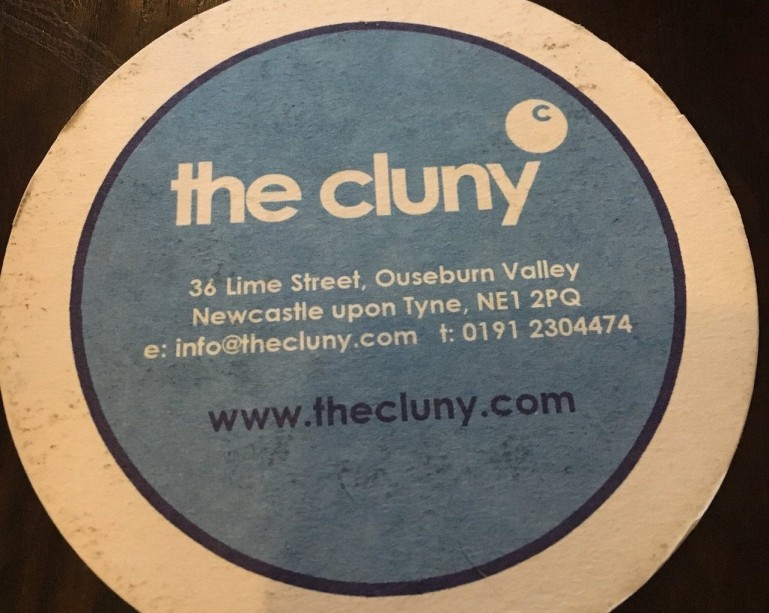 c
the cluny
36 Lime Street, Ouseburn Valley
Newcastle upon Tyne, NE1 2PQ
e: info@thecluny.com t: 0191 2304474
www.thecluny.com